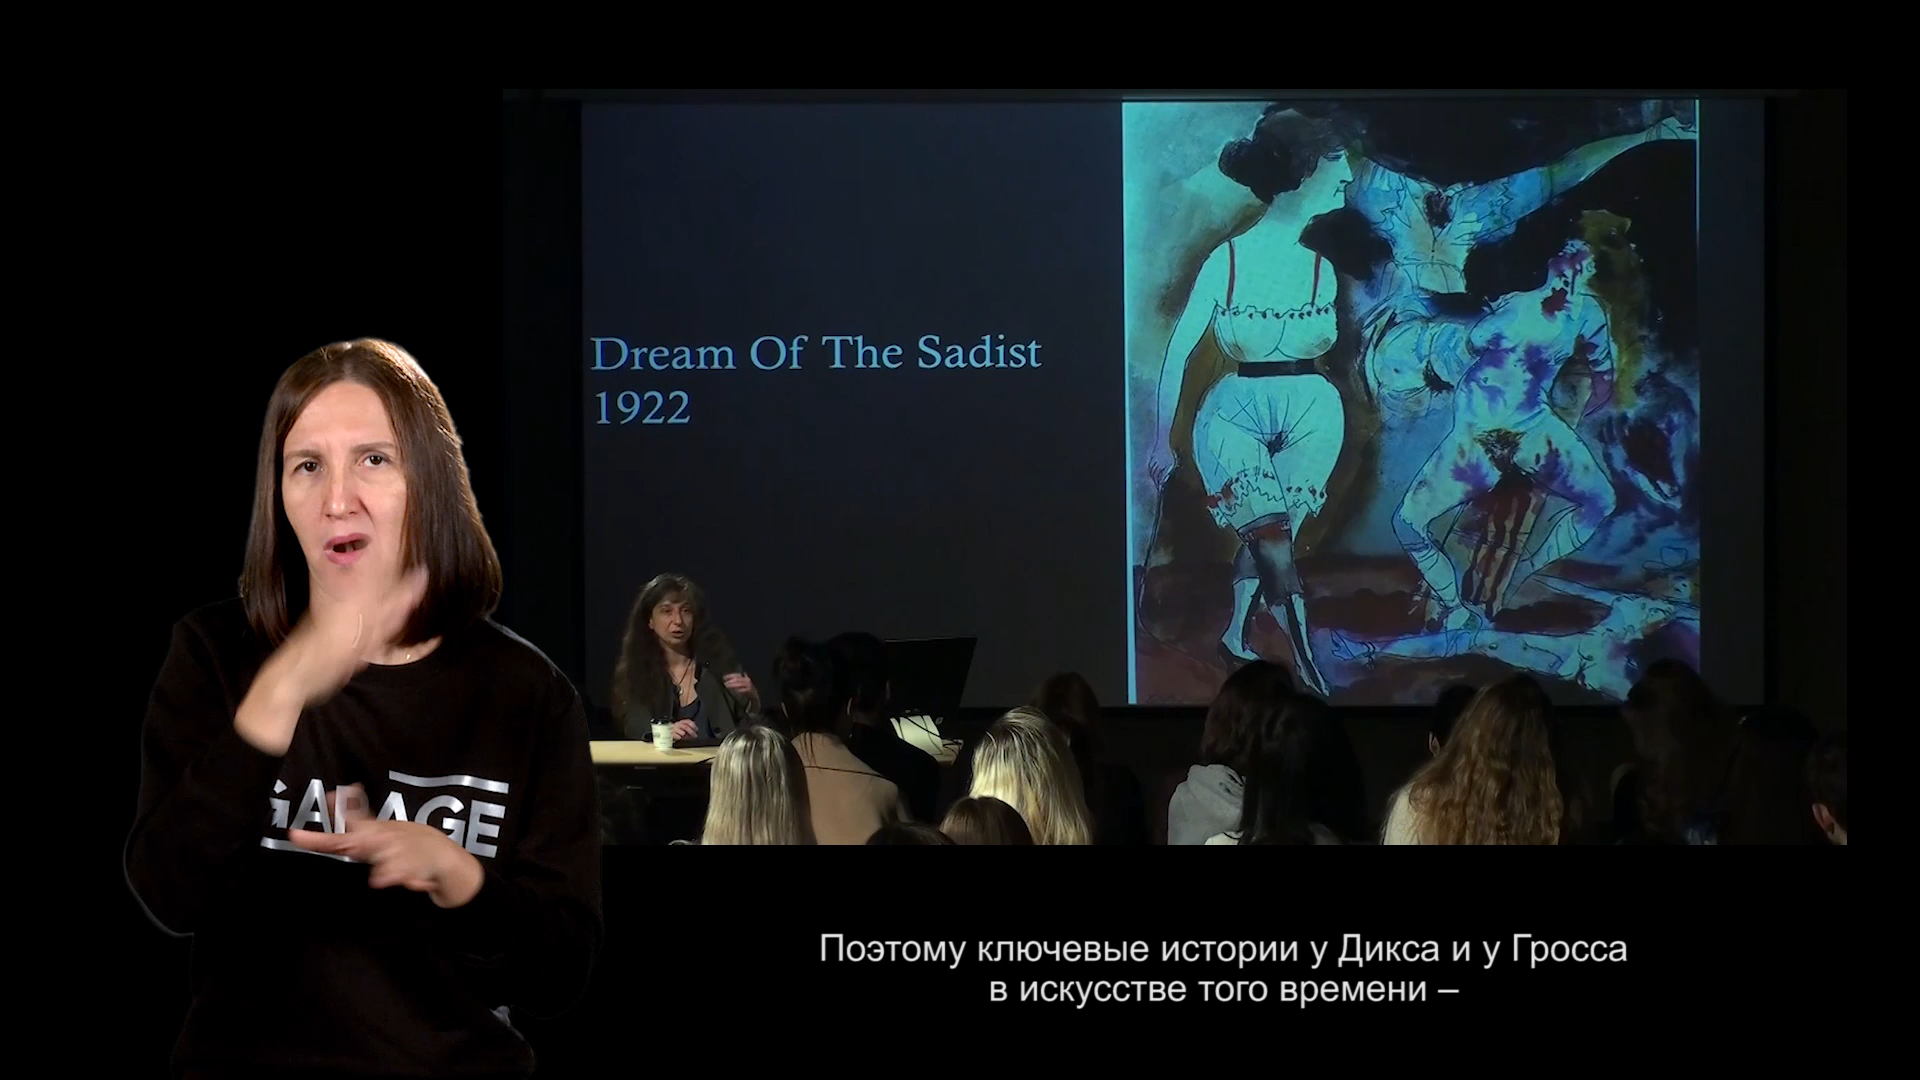 Dream Of The Sadist
1922
GARAGE
Поэтому ключевые истории у Дикса и у Гросса
в искусстве того времени –